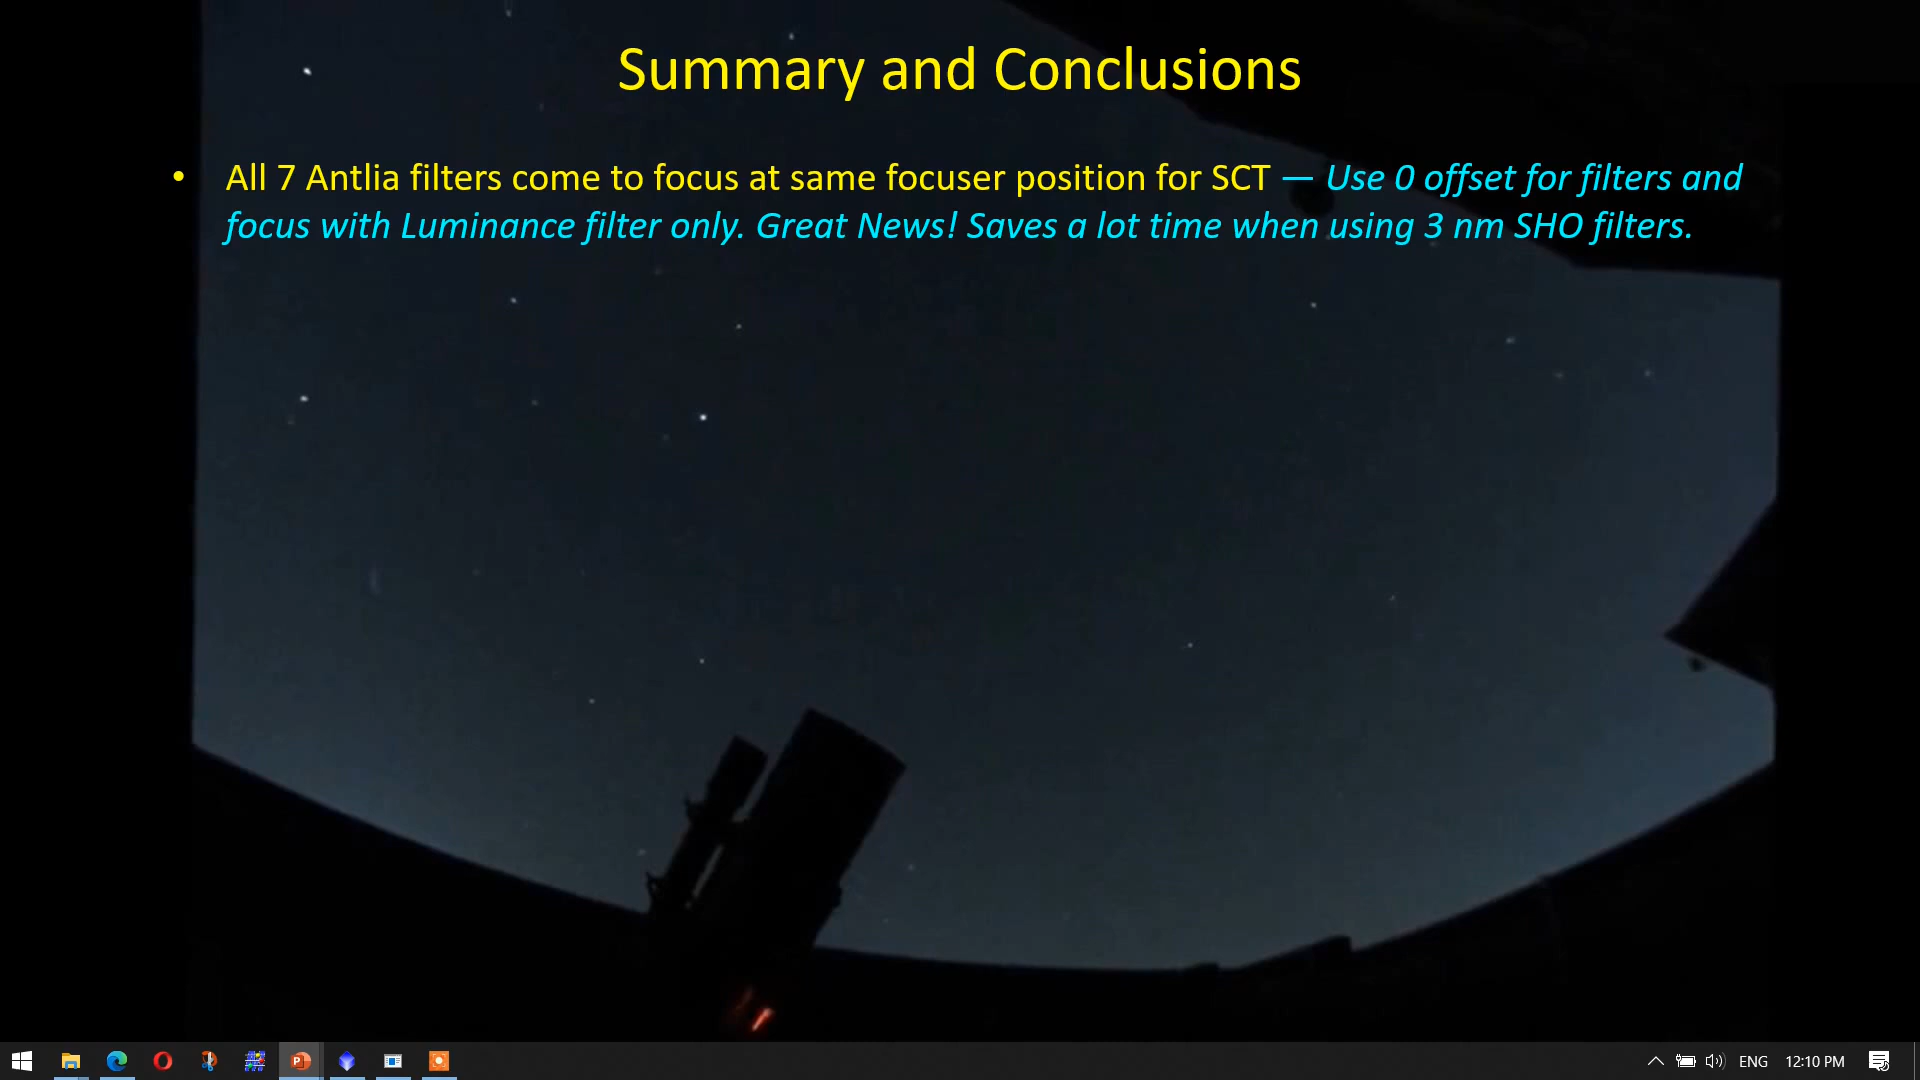 Summary and Conclusions
• All 7 Antlia filters come to focus at same focuser position for SCT — Use 0 offset for filters and
focus with Luminance filter only. Great News! Saves a lot time when using 3 nm SHO filters.
ENG 12:10 PM